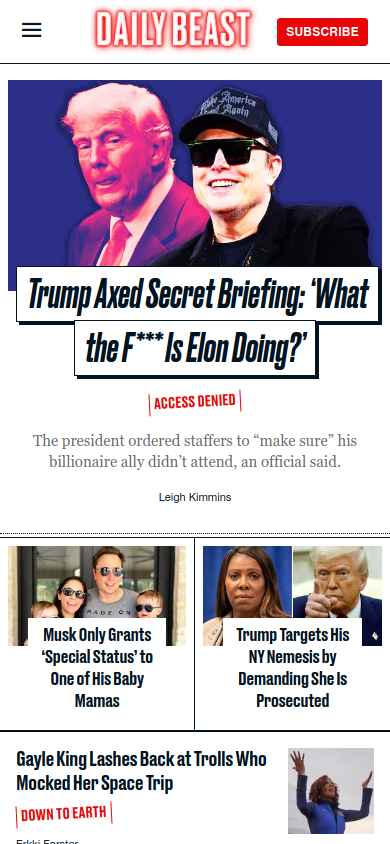 DAILY BEAST
SUBSCRIBE
Make America
Again
Trump Axed Secret Briefing: ‘What
the F*** Is Elon Doing?’
ACCESS DENIED
The president ordered staffers to “make sure” his
billionaire ally didn’t attend, an official said.
Leigh Kimmins
MADE ON
Musk Only Grants
‘Special Status’ to
One of His Baby
Mamas
Trump Targets His
NY Nemesis by
Demanding She Is
Prosecuted
Gayle King Lashes Back at Trolls Who
Mocked Her Space Trip
DOWN TO EARTH
Erkki Forster